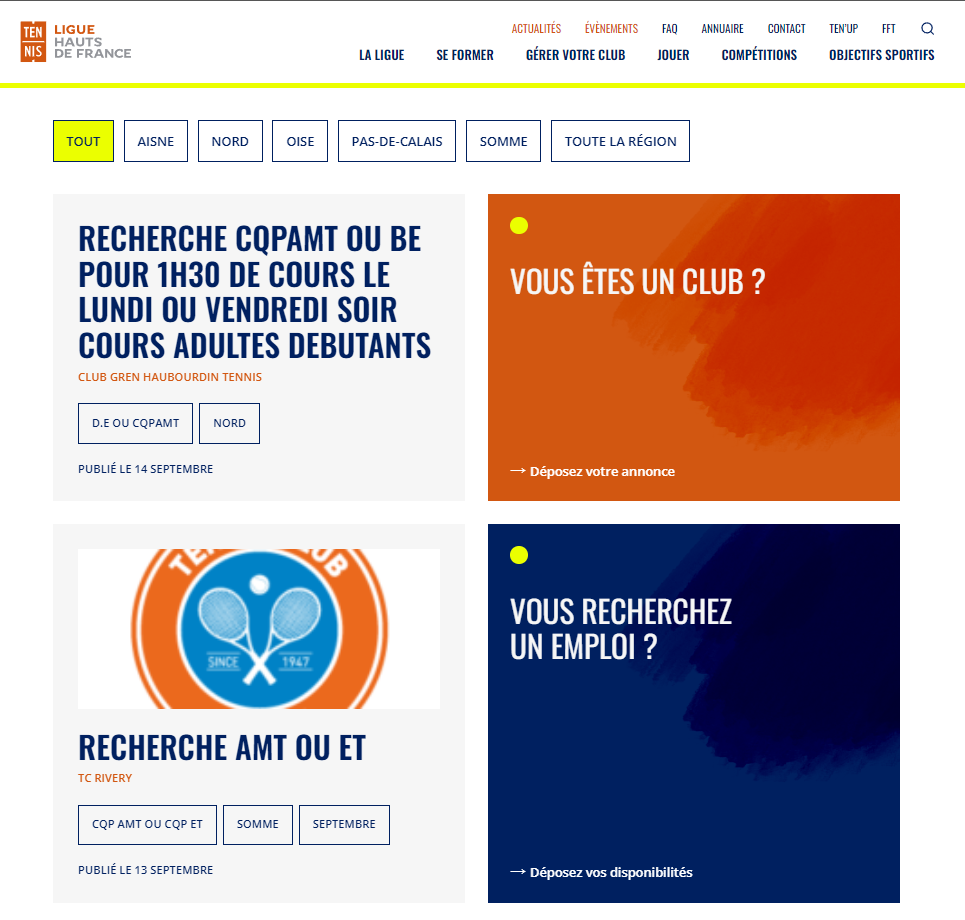 TEN
NIS
LIGUE
HAUTS
DE FRANCE
ACTUALITÉS ÉVÈNEMENTS FAQ ANNUAIRE CONTACT TEN'UP FFT
LA LIGUE SE FORMER GÉRER VOTRE CLUB JOUER COMPÉTITIONS OBJECTIFS SPORTIFS
TOUT AISNE NORD OISE PAS-DE-CALAIS SOMME TOUTE LA RÉGION
RECHERCHE CQPAMT OU BE
POUR 1H30 DE COURS LE
LUNDI OU VENDREDI SOIR
COURS ADULTES DEBUTANTS
CLUB GREN HAUBOURDIN TENNIS
D.E OU CQPAMT NORD
PUBLIÉ LE 14 SEPTEMBRE
VOUS ÊTES UN CLUB ?
→ Déposez votre annonce
SINCE 1947
RECHERCHE AMT OU ET
TC RIVERY
CQP AMT OU CQP ET SOMME SEPTEMBRE
PUBLIÉ LE 13 SEPTEMBRE
VOUS RECHERCHEZ
UN EMPLOI ?
→ Déposez vos disponibilités